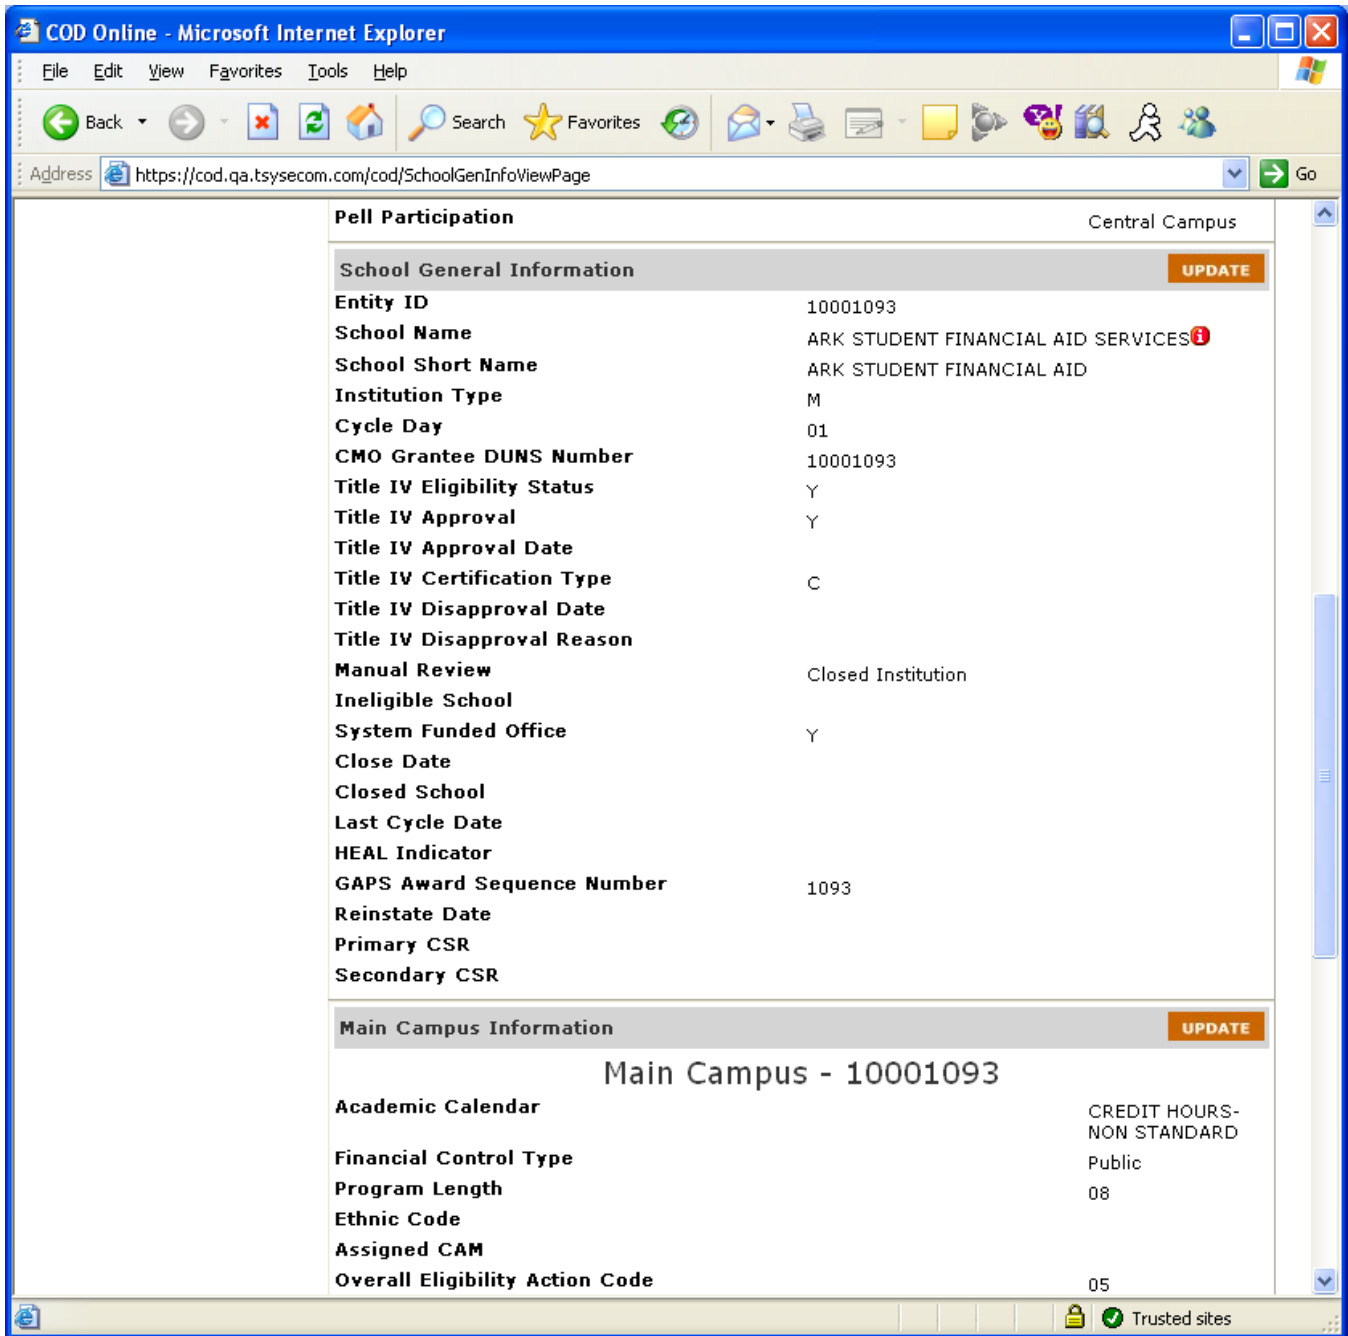 COD Online - Microsoft Internet Explorer
File Edit View Favorites Tools Help
Back Search Favorites
Address https://cod.qa.tsysecom.com/cod/SchoolGenInfoViewPage Go
Pell Participation Central Campus
School General Information UPDATE
Entity ID 10001093
School Name ARK STUDENT FINANCIAL AID SERVICES
School Short Name ARK STUDENT FINANCIAL AID
Institution Type M
Cycle Day 01
CMO Grantee DUNS Number 10001093
Title IV Eligibility Status Y
Title IV Approval Y
Title IV Approval Date
Title IV Certification Type C
Title IV Disapproval Date
Title IV Disapproval Reason
Manual Review Closed Institution
Ineligible School
System Funded Office Y
Close Date
Closed School
Last Cycle Date
HEAL Indicator
GAPS Award Sequence Number 1093
Reinstate Date
Primary CSR
Secondary CSR
Main Campus Information UPDATE
Main Campus - 10001093
Academic Calendar CREDIT HOURS-
NON STANDARD
Financial Control Type Public
Program Length 08
Ethnic Code
Assigned CAM
Overall Eligibility Action Code 05
Trusted sites